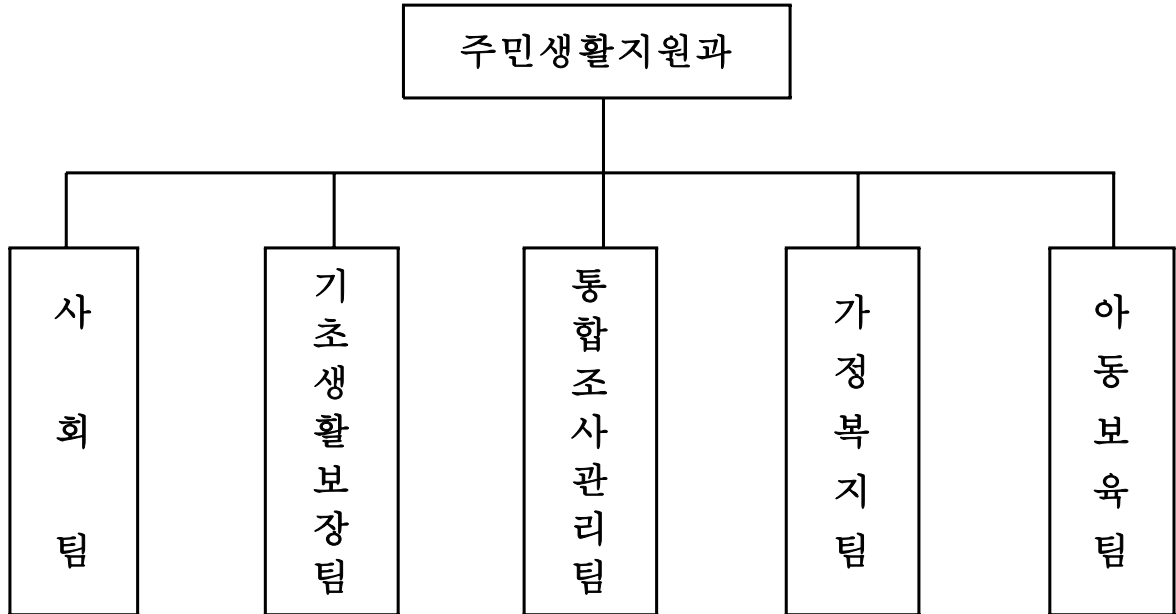 주민생활지원과
사회팀
기초생활보장팀
통합조사관리팀
가정복지팀
아동보육팀